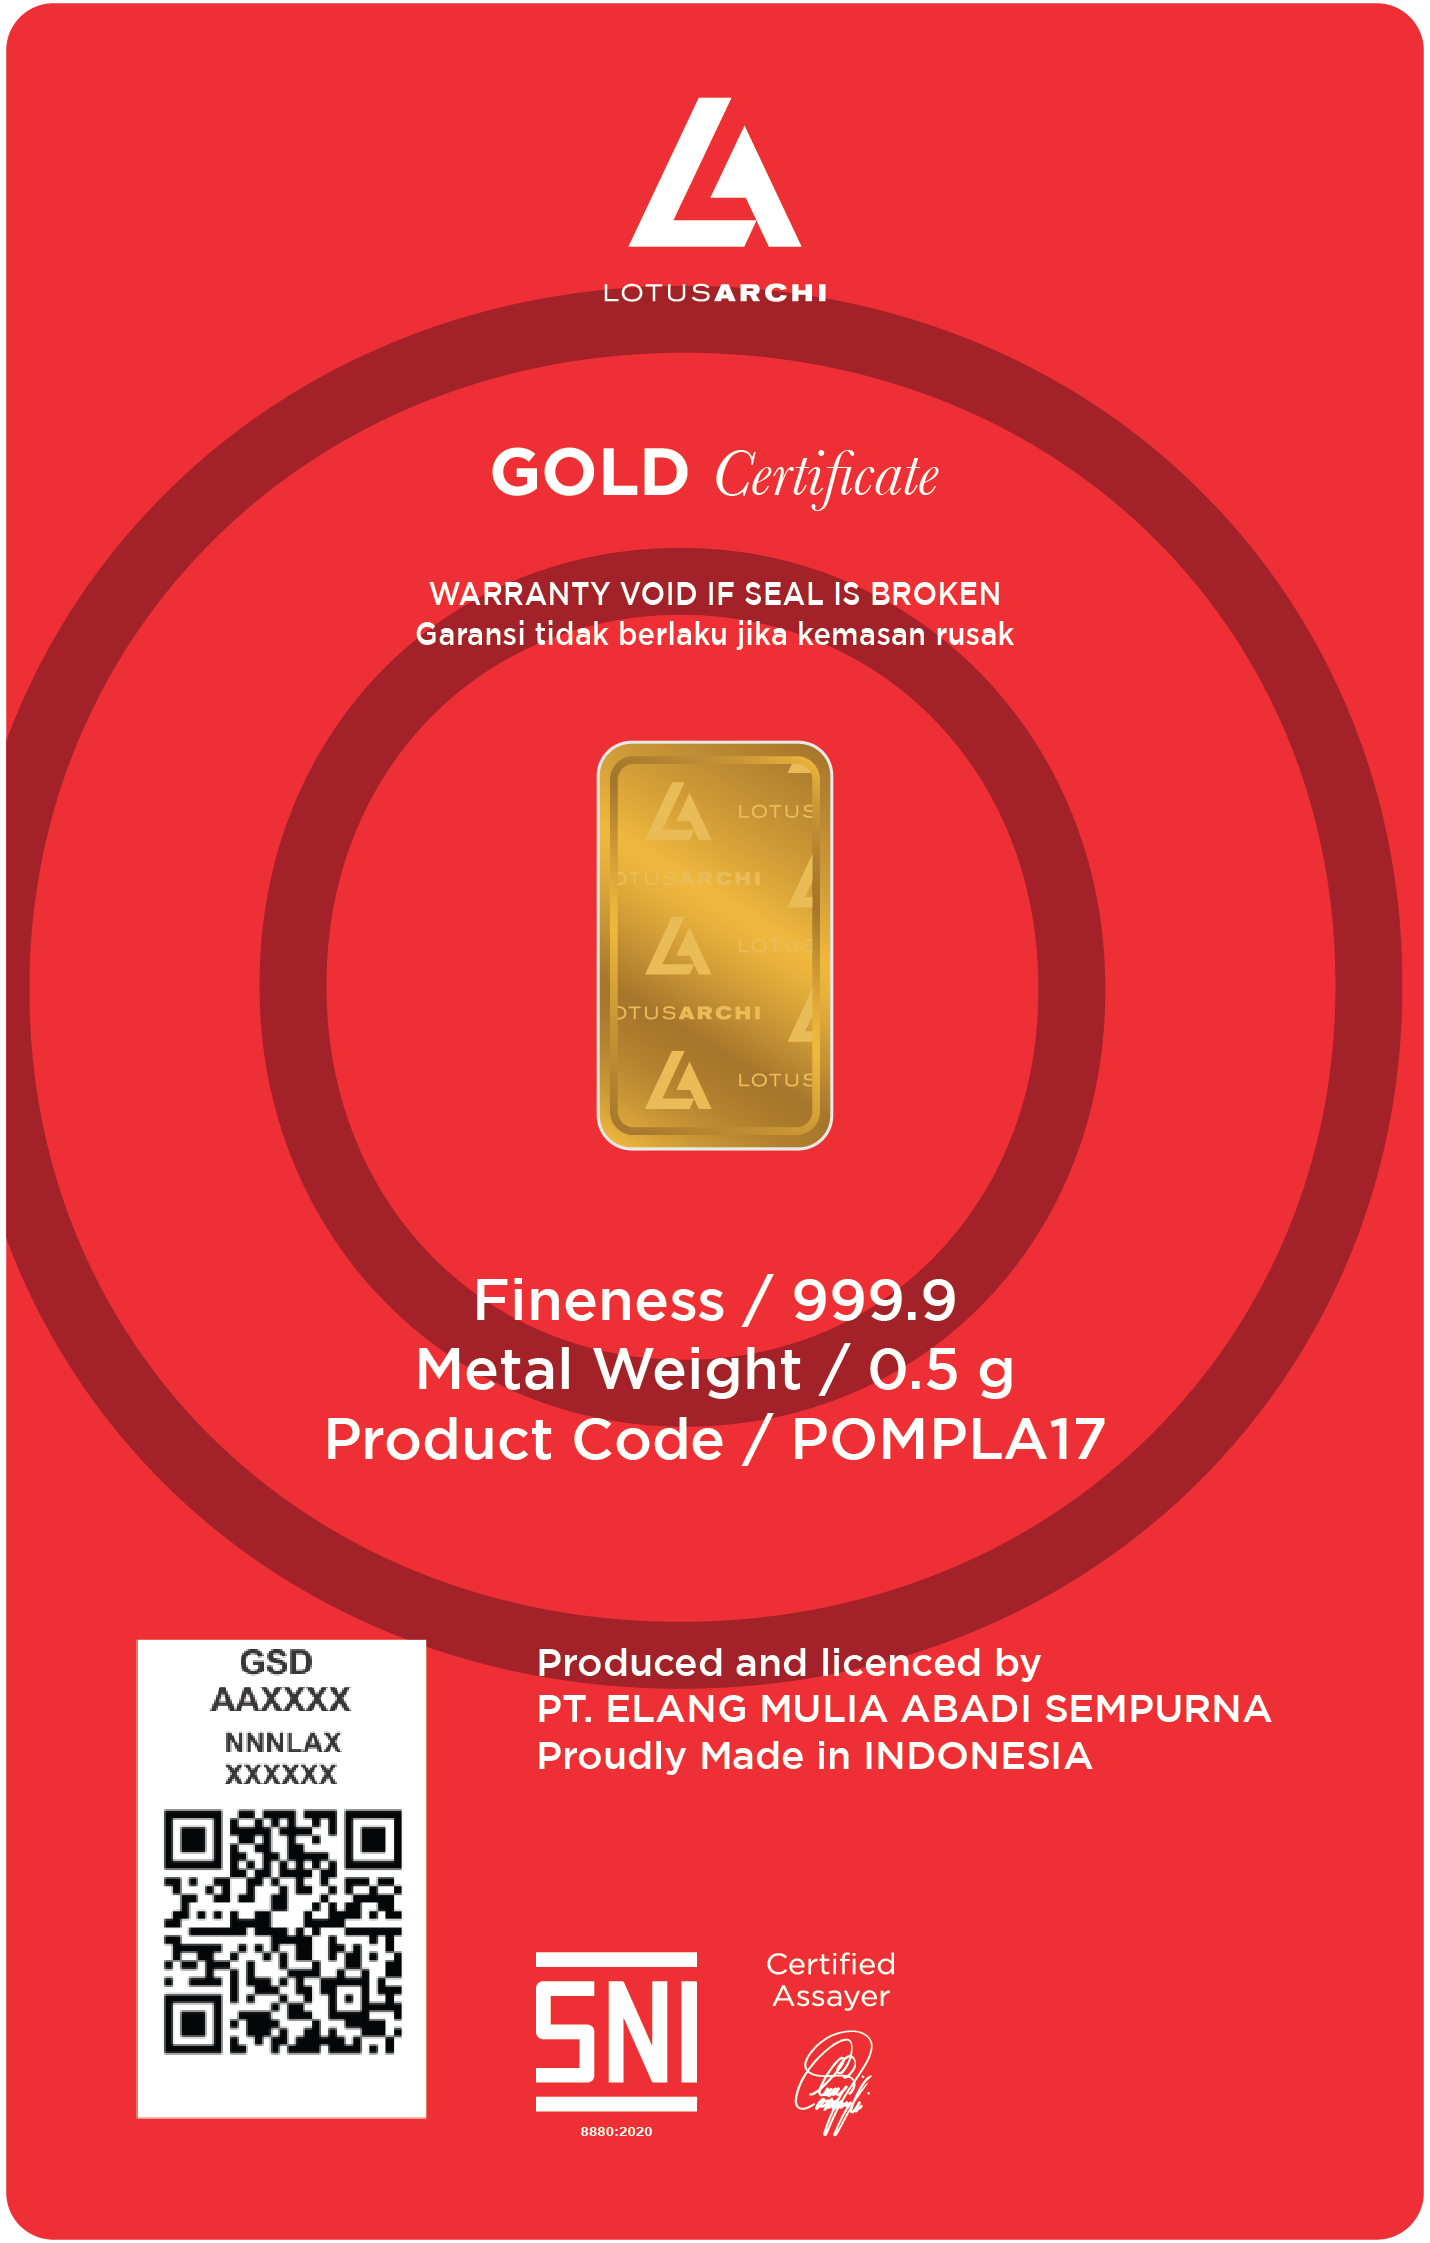 LOTUSARCHI
GOLD Certificate
WARRANTY VOID IF SEAL IS BROKEN
Garansi tidak berlaku jika kemasan rusak
LOTUS
OTUSARCHI
LOTUS
OTUSARCHI
LOTUS
Fineness / 999.9
Metal Weight / 0.5 g
Product Code / POMPLA17
GSD
AAXXXX
NNNLAX
XXXXXX
Produced and licenced by
PT. ELANG MULIA ABADI SEMPURNA
Proudly Made in INDONESIA
SNI
8880:2020
Certified
Assayer